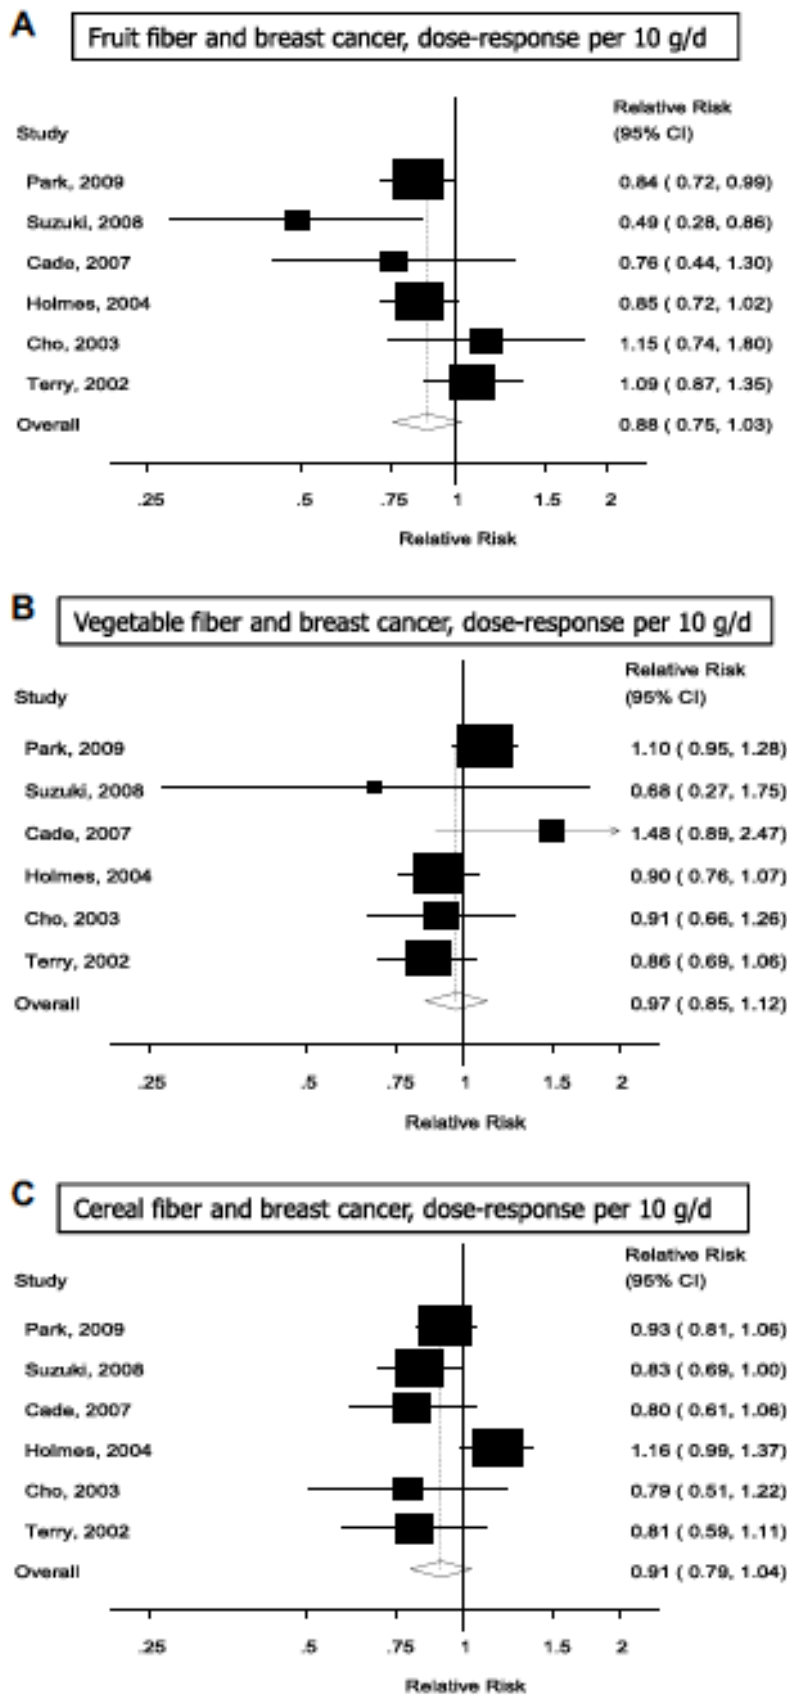 A
Fruit fiber and breast cancer, dose-response per 10 g/d
Relative Risk
Study (95% CI)
Park, 2009 0.84 ( 0.72, 0.99)
Suzuki, 2008 0.49 ( 0.28, 0.86)
Cade, 2007 0.76 ( 0.44, 1.30)
Holmes, 2004 0.85 ( 0.72, 1.02)
Cho, 2003 1.15 ( 0.74, 1.80)
Terry, 2002 1.09 ( 0.87, 1.35)
Overall 0.88 ( 0.75, 1.03)
.25 .5 .75 1 1.5 2
Relative Risk
B
Vegetable fiber and breast cancer, dose-response per 10 g/d
Relative Risk
Study (95% CI)
Park, 2009 1.10 ( 0.95, 1.28)
Suzuki, 2008 0.68 ( 0.27, 1.75)
Cade, 2007 1.48 ( 0.89, 2.47)
Holmes, 2004 0.90 ( 0.76, 1.07)
Cho, 2003 0.91 ( 0.66, 1.26)
Terry, 2002 0.86 ( 0.69, 1.06)
Overall 0.97 ( 0.85, 1.12)
.25 .5 .75 1 1.5 2
Relative Risk
C
Cereal fiber and breast cancer, dose-response per 10 g/d
Relative Risk
Study (95% CI)
Park, 2009 0.93 ( 0.81, 1.06)
Suzuki, 2008 0.83 ( 0.69, 1.00)
Cade, 2007 0.80 ( 0.61, 1.06)
Holmes, 2004 1.16 ( 0.99, 1.37)
Cho, 2003 0.79 ( 0.51, 1.22)
Terry, 2002 0.81 ( 0.59, 1.11)
Overall 0.91 ( 0.79, 1.04)
.25 .5 .75 1 1.5 2
Relative Risk